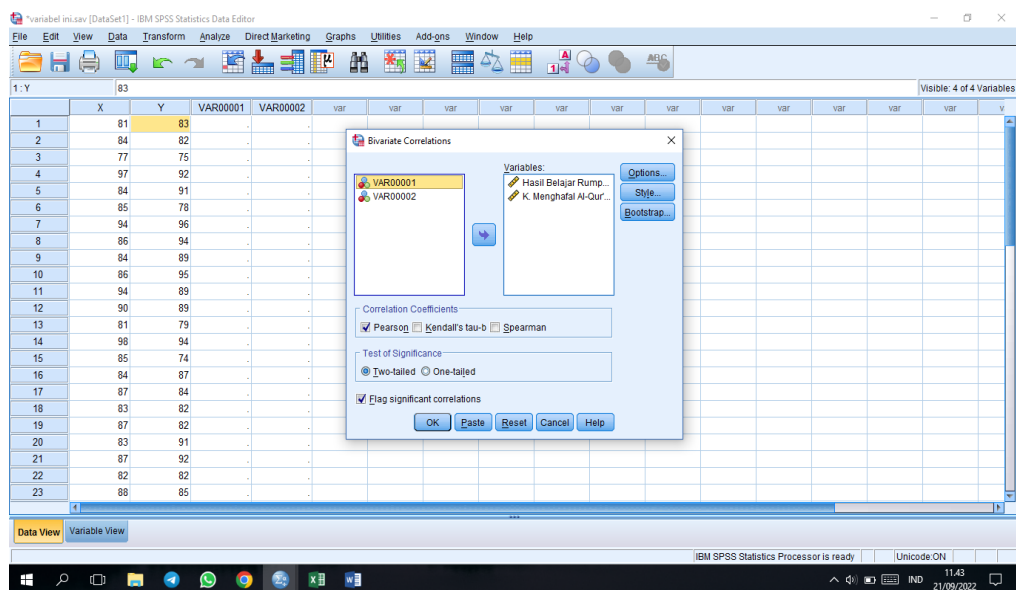 *variabel ini.sav [DataSet1] - IBM SPSS Statistics Data Editor
File Edit View Data Transform Analyze Direct Marketing Graphs Utilities Add-ons Window Help
1 : Y 83 Visible: 4 of 4 Variables
X Y VAR00001 VAR00002 var var var var var var var var var var var var v
1 81 83 . .
2 84 82 . .
3 77 75 . .
4 97 92 . .
5 84 91 . .
6 85 78 . .
7 94 96 . .
8 86 94 . .
9 84 89 . .
10 86 95 . .
11 94 89 . .
12 90 89 . .
13 81 79 . .
14 98 94 . .
15 85 74 . .
16 84 87 . .
17 87 84 . .
18 83 82 . .
19 87 82 . .
20 83 91 . .
21 87 92 . .
22 82 82 . .
23 88 85 . .
Bivariate Correlations
Variables:
VAR00001
VAR00002
Hasil Belajar Rump...
K. Menghafal Al-Qur'...
Options...
Style...
Bootstrap...
Correlation Coefficients
Pearson Kendall's tau-b Spearman
Test of Significance
Two-tailed One-tailed
Flag significant correlations
OK Paste Reset Cancel Help
Data View Variable View
IBM SPSS Statistics Processor is ready Unicode:ON
IND 11.43
21/09/2022